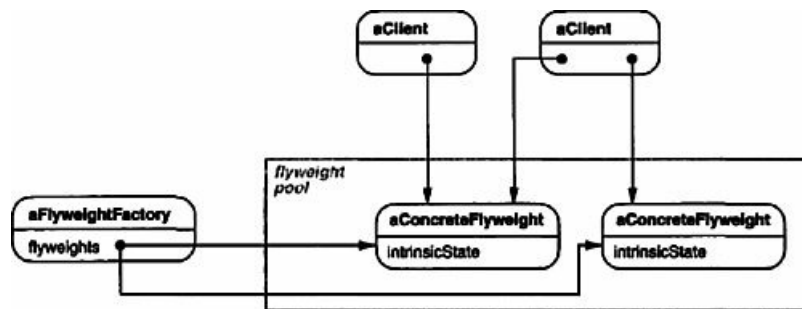 aClient
aClient
flyweight
pool
aFlyweightFactory
flyweights
aConcreteFlyweight
intrinsicState
aConcreteFlyweight
intrinsicState